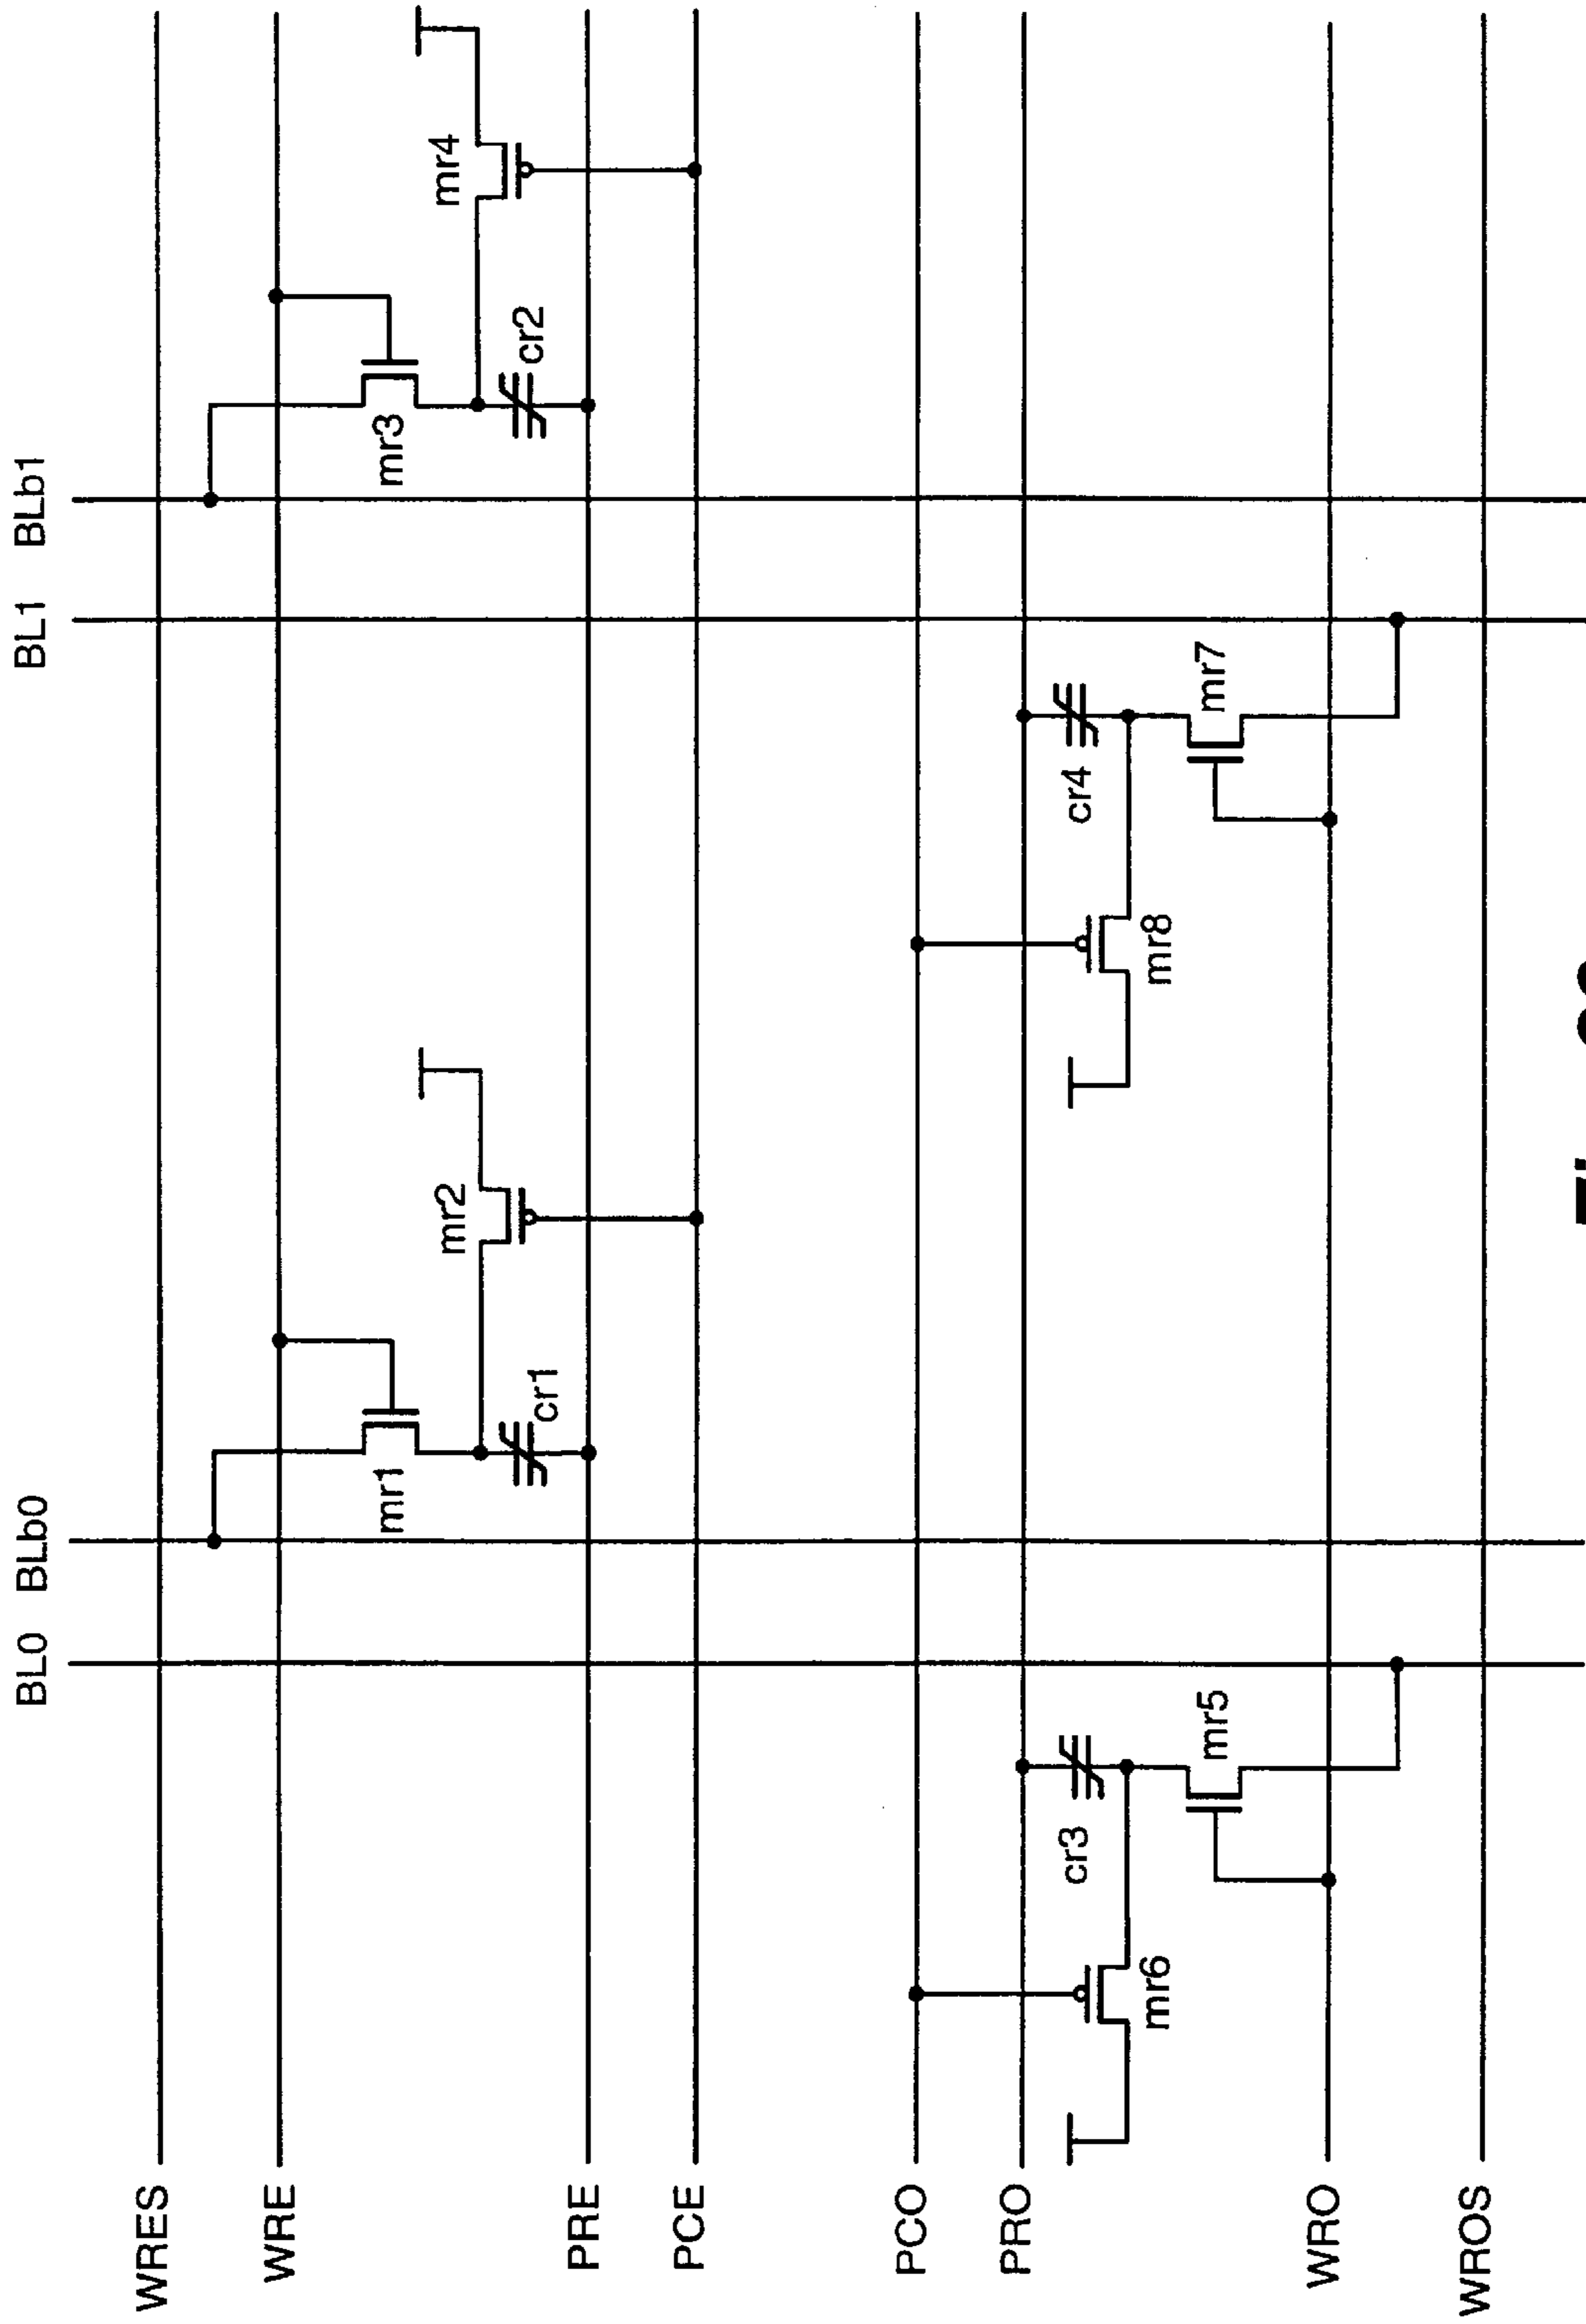 BL0 BLb0 BL1 BLb1
WRES
WRE
mr1
mr2
cr1
mr3
mr4
cr2
PRE
PCE
PCO
PRO
cr3
mr6
mr5
cr4
mr8
mr7
WRO
WROS